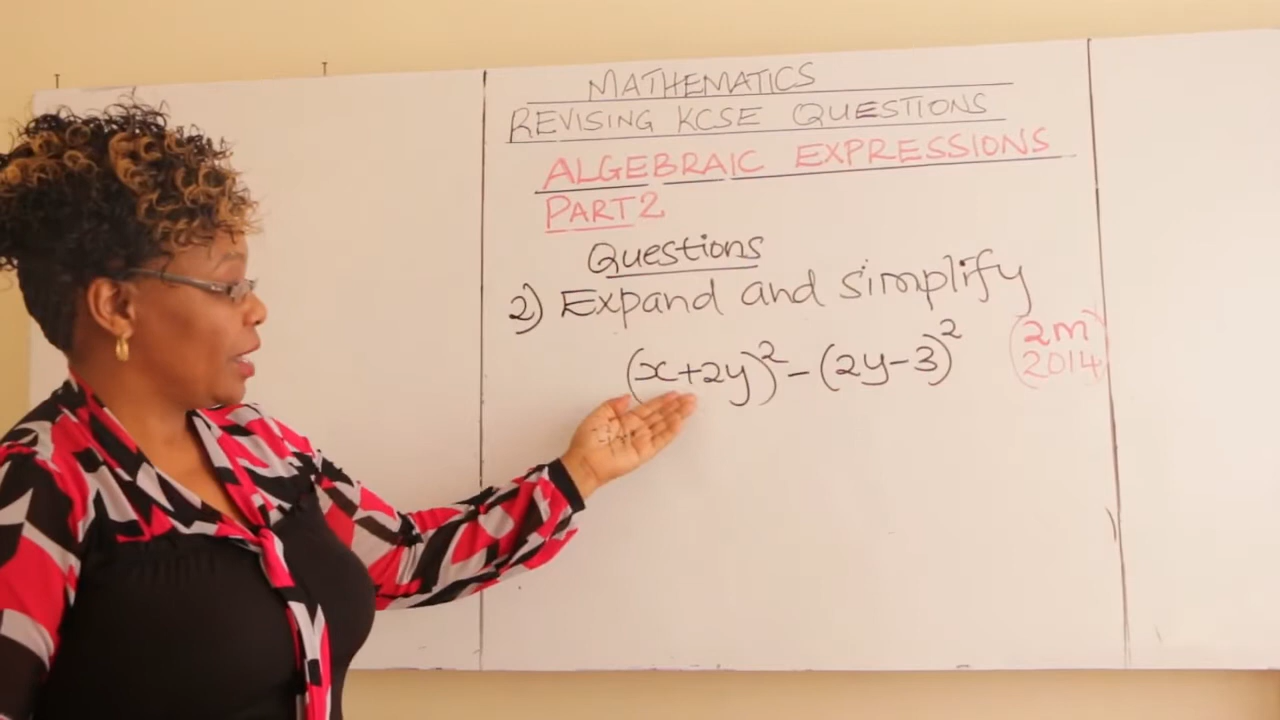 MATHEMATICS
REVISING KCSE QUESTIONS
ALGEBRAIC EXPRESSIONS
PART 2
Questions
2) Expand and simplify
(x+2y)² - (2y-3)²
(2m
2014)